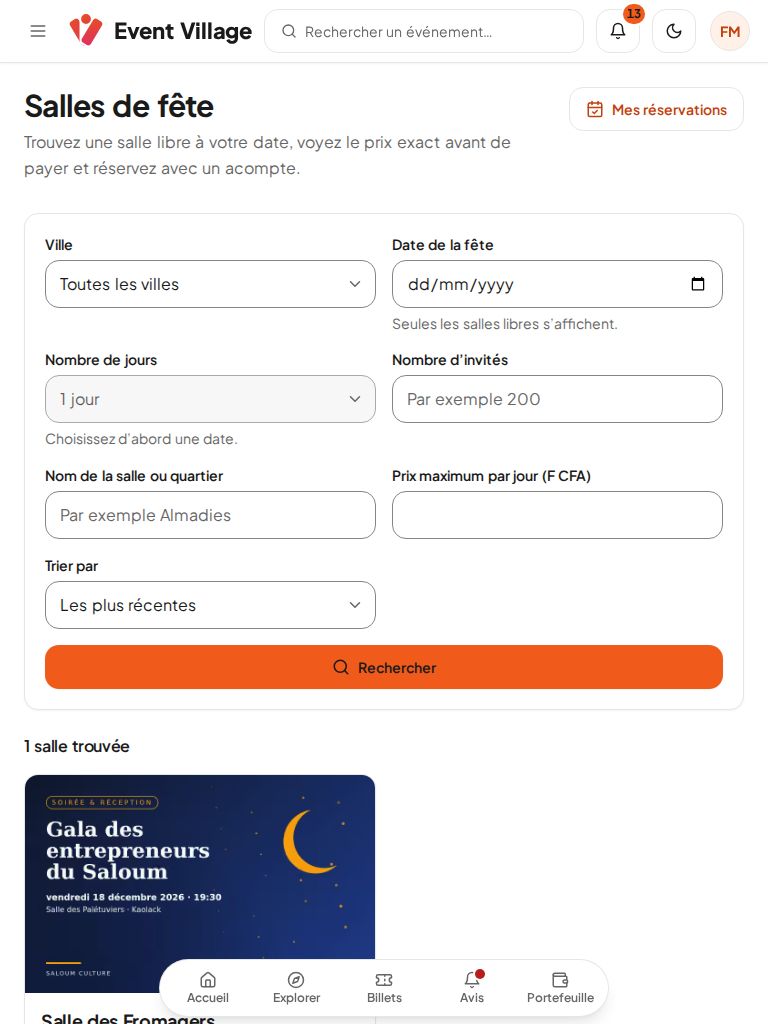 Event Village
Rechercher un événement...
13
FM
Salles de fête
Mes réservations
Trouvez une salle libre à votre date, voyez le prix exact avant de
payer et réservez avec un acompte.
Ville
Date de la fête
Toutes les villes
dd/mm/yyyy
Seules les salles libres s'affichent.
Nombre de jours
Nombre d'invités
1 jour
Par exemple 200
Choisissez d'abord une date.
Nom de la salle ou quartier
Prix maximum par jour (F CFA)
Par exemple Almadies
Trier par
Les plus récentes
Rechercher
1 salle trouvée
SOIRÉE & RÉCEPTION
Gala des
entrepreneurs
du Saloum
vendredi 18 décembre 2026 · 19:30
Salle des Palétuviers · Kaolack
SALOUM CULTURE
Accueil
Explorer
Billets
Avis
Portefeuille
Salle des Fromagers